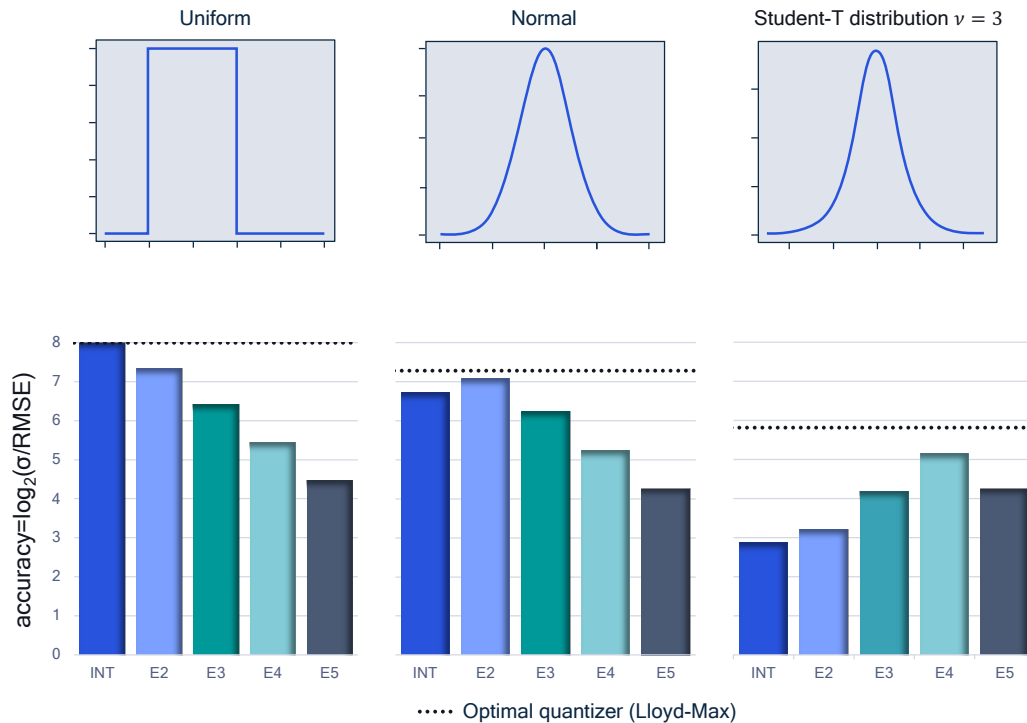 Uniform
Normal
Student-T distribution ν = 3
accuracy=log₂(σ/RMSE)
8
7
6
5
4
3
2
1
0
INT E2 E3 E4 E5
INT E2 E3 E4 E5
INT E2 E3 E4 E5
Optimal quantizer (Lloyd-Max)